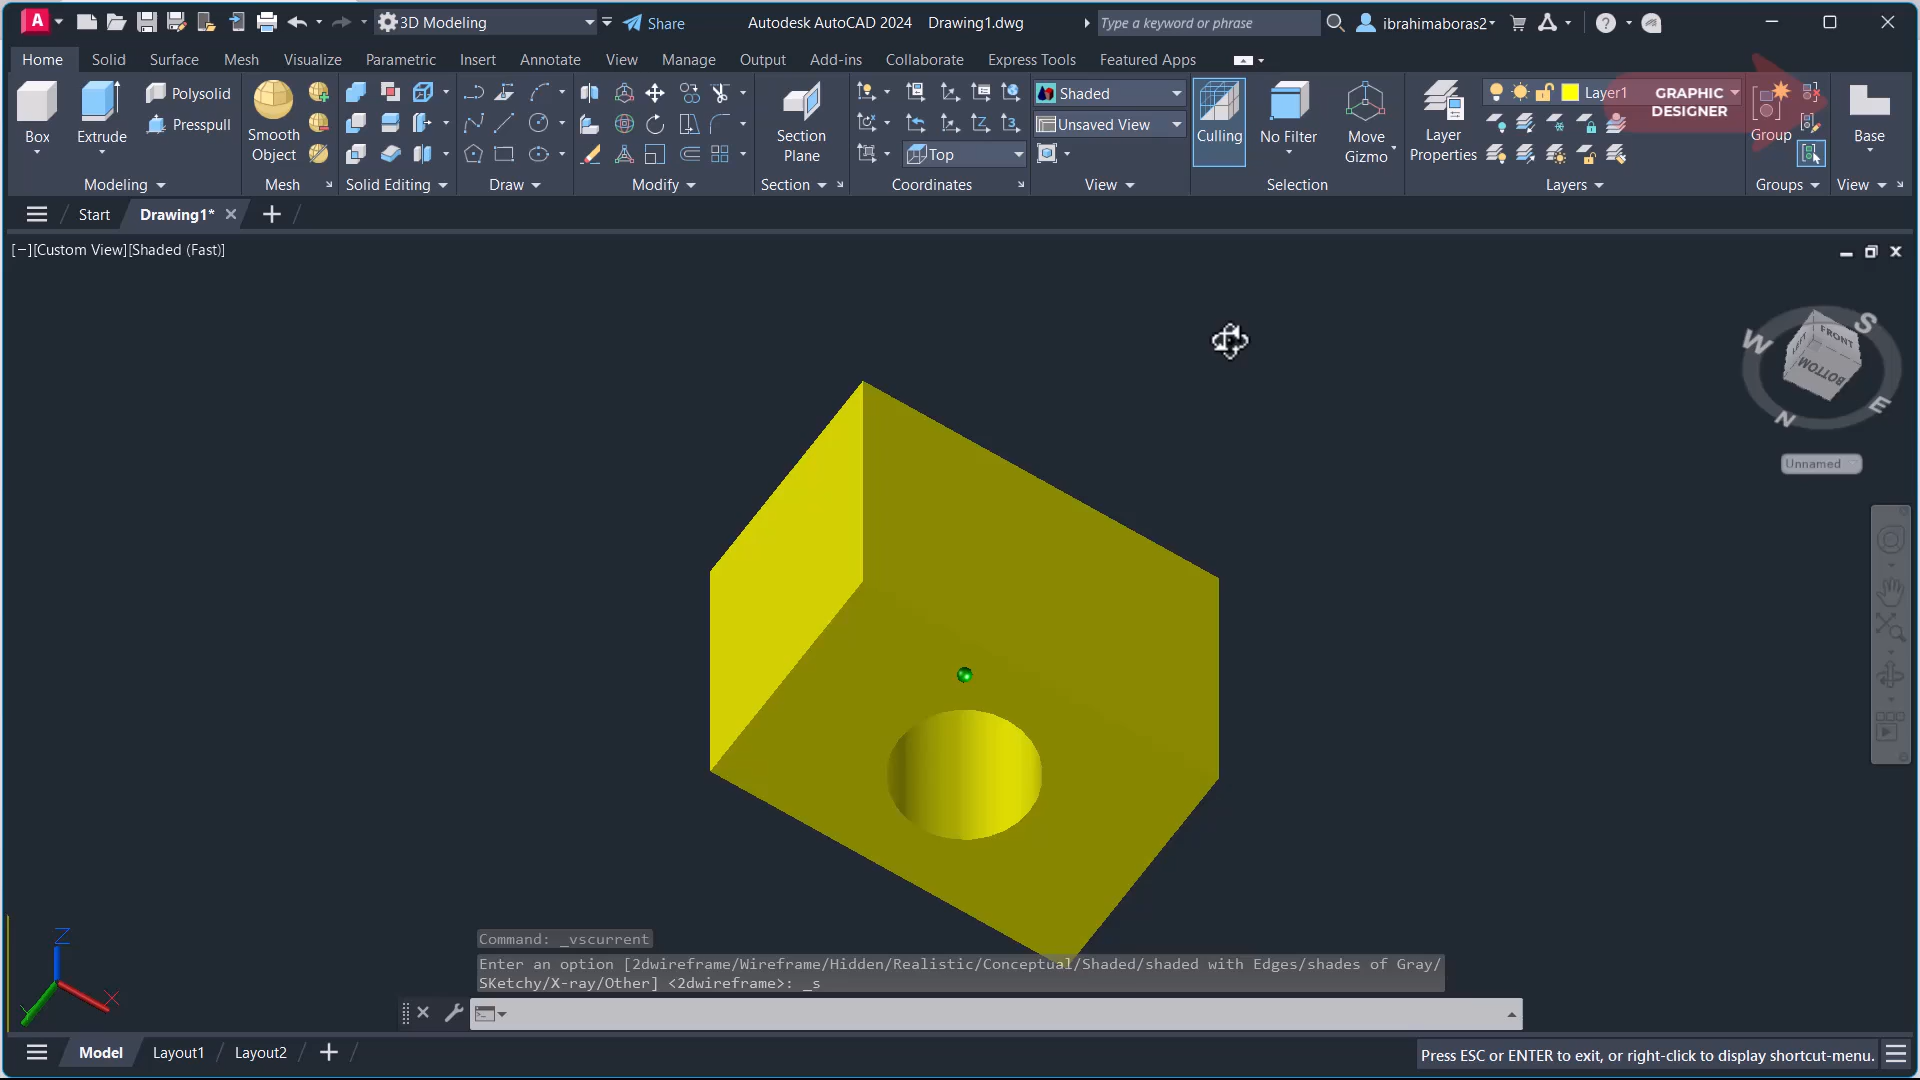 A
3D Modeling
Share
Autodesk AutoCAD 2024 Drawing1.dwg
Type a keyword or phrase
ibrahimaboras2
Home Solid Surface Mesh Visualize Parametric Insert Annotate View Manage Output Add-ins Collaborate Express Tools Featured Apps
Box
Extrude
Polysolid
Presspull
Smooth
Object
Section
Plane
Shaded
Unsaved View
Top
Culling
No Filter
Move
Gizmo
Layer
Properties
Layer1
GRAPHIC
DESIGNER
Group
Base
Modeling
Mesh
Solid Editing
Draw
Modify
Section
Coordinates
View
Selection
Layers
Groups
View
Start
Drawing1*
[−][Custom View][Shaded (Fast)]
S
W
FRONT
LEFT
BOTTOM
E
N
Unnamed
Z
X
Y
Command: _vscurrent
Enter an option [2dwireframe/Wireframe/Hidden/Realistic/Conceptual/Shaded/shaded with Edges/shades of Gray/
SKetchy/X-ray/Other] <2dwireframe>: _s
Model
Layout1
Layout2
Press ESC or ENTER to exit, or right-click to display shortcut-menu.